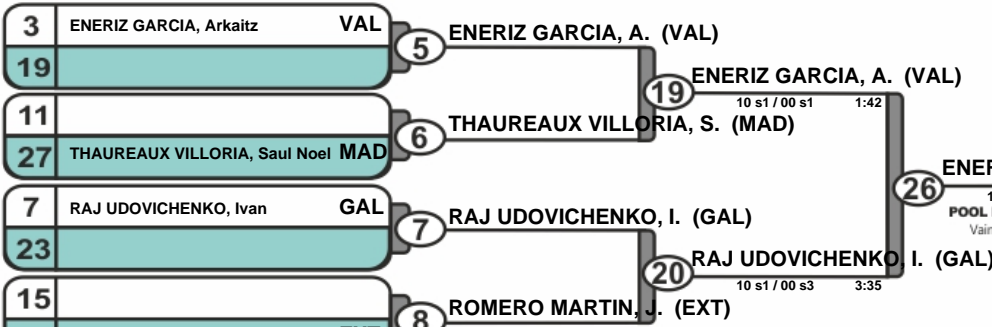 3 ENERIZ GARCIA, Arkaitz VAL
19
5 ENERIZ GARCIA, A. (VAL)
11
27 THAUREAUX VILLORIA, Saul Noel MAD
6 THAUREAUX VILLORIA, S. (MAD)
19 ENERIZ GARCIA, A. (VAL)
10 s1 / 00 s1 1:42
7 RAJ UDOVICHENKO, Ivan GAL
23
7 RAJ UDOVICHENKO, I. (GAL)
15
8 ROMERO MARTIN, J. (EXT)
20 RAJ UDOVICHENKO, I. (GAL)
10 s1 / 00 s3 3:35
26
POOL